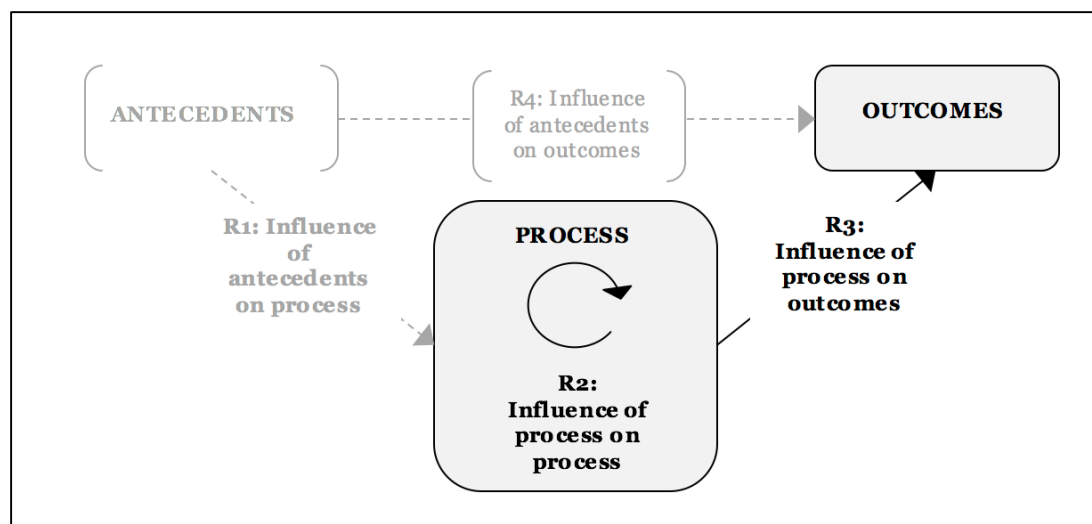 ANTECEDENTS
R4: Influence
of antecedents
on outcomes
OUTCOMES
R1: Influence
of
antecedents
on process
PROCESS
R2:
Influence of
process on
process
R3:
Influence of
process on
outcomes